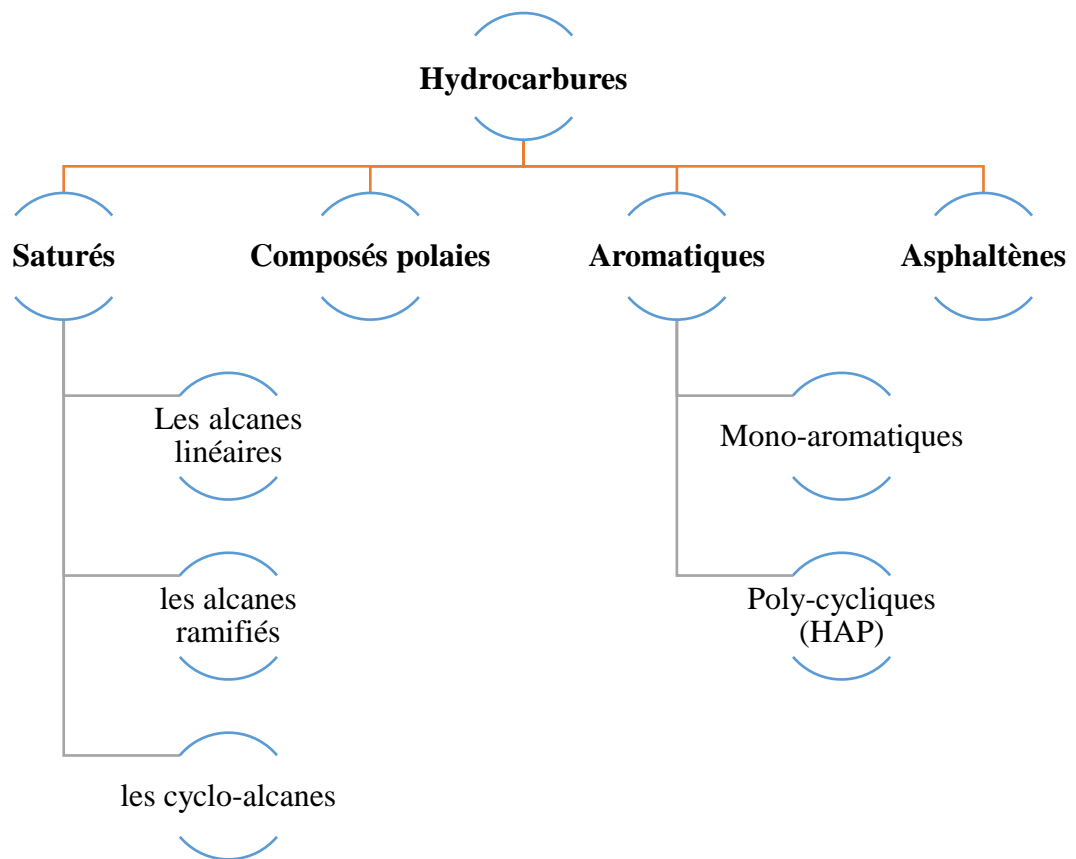 Hydrocarbures
Saturés
Composés polaies
Aromatiques
Asphaltènes
Les alcanes
linéaires
les alcanes
ramifiés
les cyclo-alcanes
Mono-aromatiques
Poly-cycliques
(HAP)